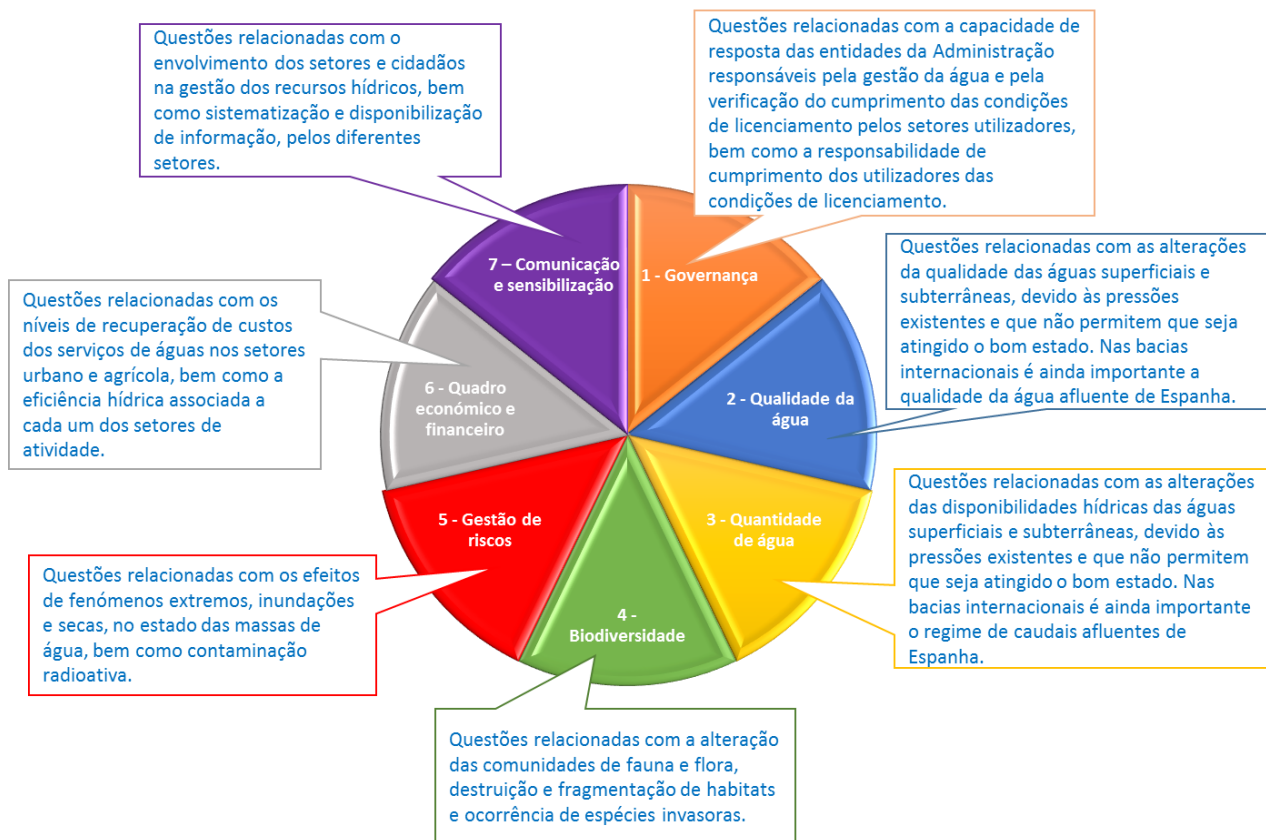 Questões relacionadas com o
envolvimento dos setores e cidadãos
na gestão dos recursos hídricos, bem
como sistematização e disponibilização
de informação, pelos diferentes
setores.
Questões relacionadas com a capacidade de
resposta das entidades da Administração
responsáveis pela gestão da água e pela
verificação do cumprimento das condições
de licenciamento pelos setores utilizadores,
bem como a responsabilidade de
cumprimento dos utilizadores das
condições de licenciamento.
7 – Comunicação
e sensibilização
1 - Governança
Questões relacionadas com as alterações
da qualidade das águas superficiais e
subterrâneas, devido às pressões
existentes e que não permitem que seja
atingido o bom estado. Nas bacias
internacionais é ainda importante a
qualidade da água afluente de Espanha.
Questões relacionadas com os
níveis de recuperação de custos
dos serviços de águas nos setores
urbano e agrícola, bem como a
eficiência hídrica associada a
cada um dos setores de
atividade.
6 - Quadro
económico e
financeiro
2 - Qualidade da
água
5 - Gestão de
riscos
3 - Quantidade
de água
Questões relacionadas com as alterações
das disponibilidades hídricas das águas
superficiais e subterrâneas, devido às
pressões existentes e que não permitem
que seja atingido o bom estado. Nas
bacias internacionais é ainda importante
o regime de caudais afluentes de
Espanha.
Questões relacionadas com os efeitos
de fenómenos extremos, inundações
e secas, no estado das massas de
água, bem como contaminação
radioativa.
4 -
Biodiversidade
Questões relacionadas com a alteração
das comunidades de fauna e flora,
destruição e fragmentação de habitats
e ocorrência de espécies invasoras.